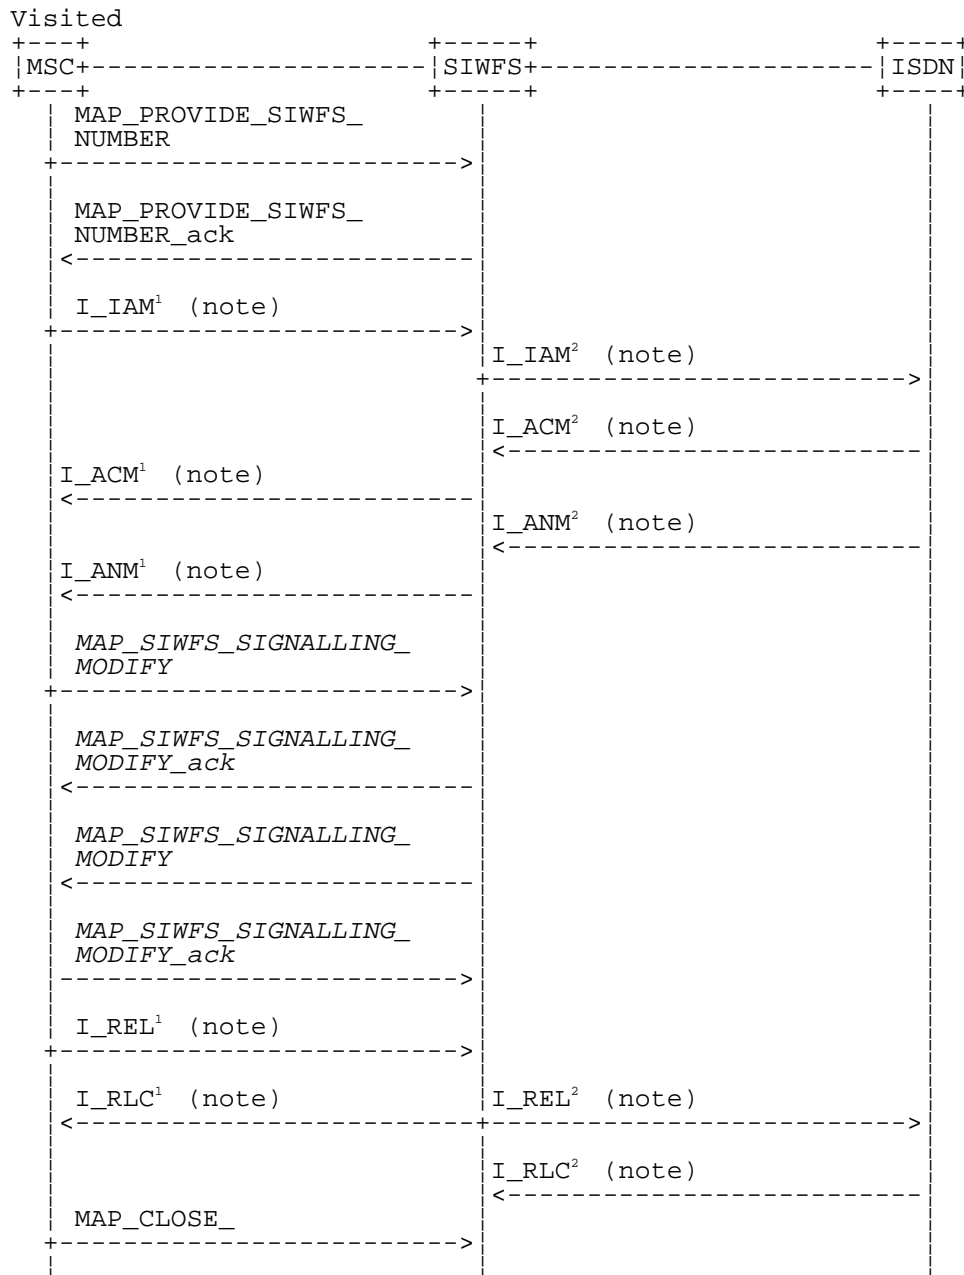 Visited
MSC SIWFS ISDN
MAP_PROVIDE_SIWFS_
NUMBER
MAP_PROVIDE_SIWFS_
NUMBER_ack
I_IAM¹ (note)
I_IAM² (note)
I_ACM² (note)
I_ACM¹ (note)
I_ANM² (note)
I_ANM¹ (note)
MAP_SIWFS_SIGNALLING_
MODIFY
MAP_SIWFS_SIGNALLING_
MODIFY_ack
MAP_SIWFS_SIGNALLING_
MODIFY
MAP_SIWFS_SIGNALLING_
MODIFY_ack
I_REL¹ (note)
I_RLC¹ (note) I_REL² (note)
I_RLC² (note)
MAP_CLOSE_